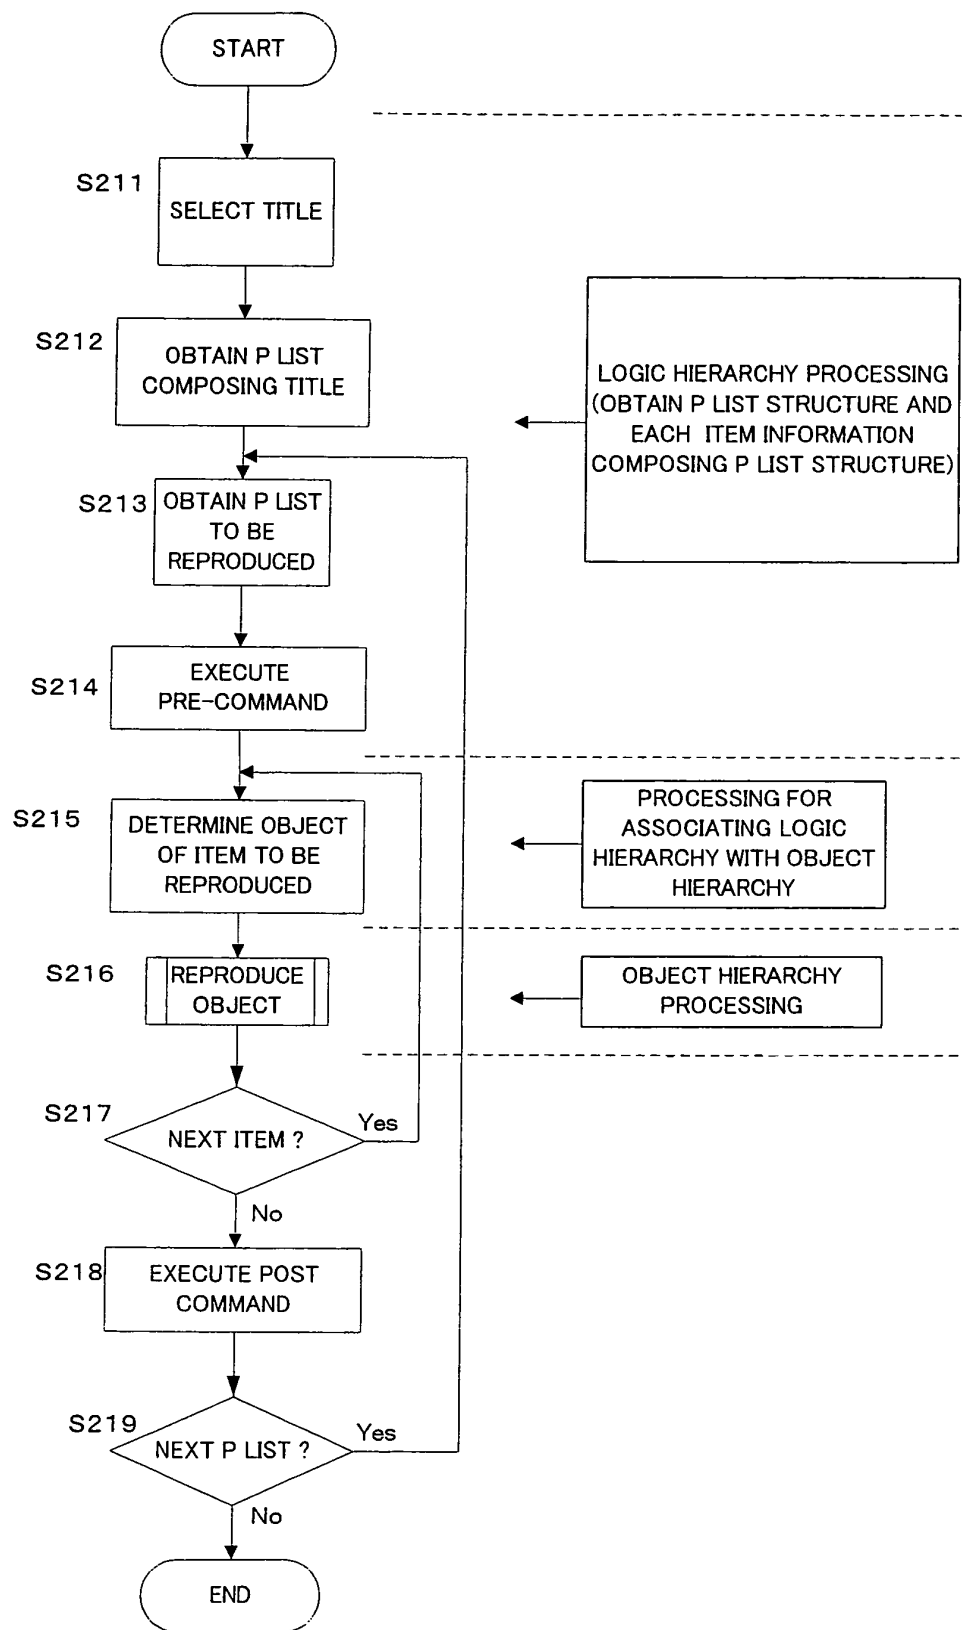 START
S211
SELECT TITLE
S212
OBTAIN P LIST
COMPOSING TITLE
LOGIC HIERARCHY PROCESSING
(OBTAIN P LIST STRUCTURE AND
EACH ITEM INFORMATION
COMPOSING P LIST STRUCTURE)
S213
OBTAIN P LIST
TO BE
REPRODUCED
S214
EXECUTE
PRE-COMMAND
S215
DETERMINE OBJECT
OF ITEM TO BE
REPRODUCED
PROCESSING FOR
ASSOCIATING LOGIC
HIERARCHY WITH OBJECT
HIERARCHY
S216
REPRODUCE
OBJECT
OBJECT HIERARCHY
PROCESSING
S217
NEXT ITEM ?
Yes
No
S218
EXECUTE POST
COMMAND
S219
NEXT P LIST ?
Yes
No
END